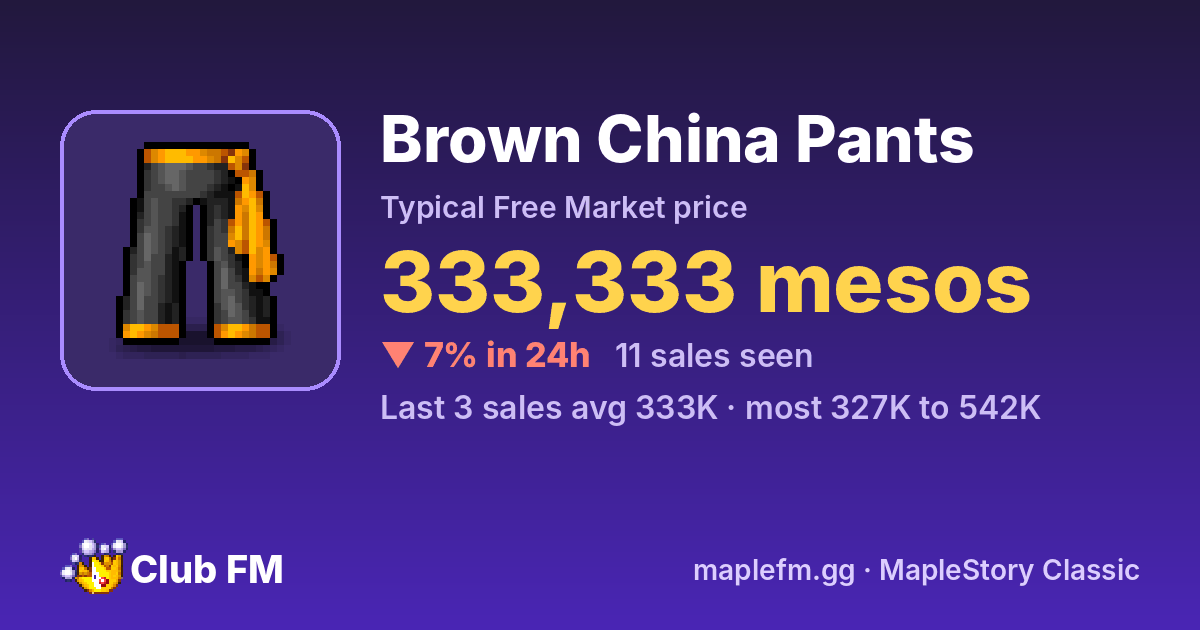 Brown China Pants
Typical Free Market price
333,333 mesos
▼ 7% in 24h 11 sales seen
Last 3 sales avg 333K · most 327K to 542K
Club FM
maplefm.gg · MapleStory Classic